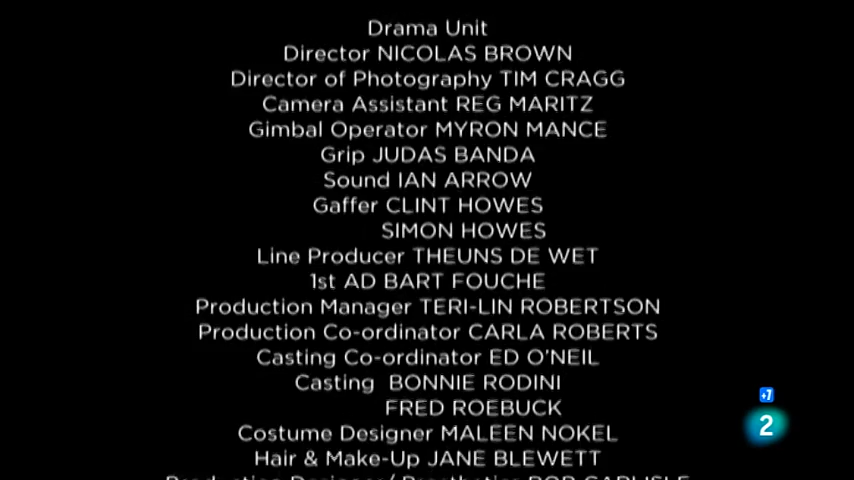 Drama Unit
Director NICOLAS BROWN
Director of Photography TIM CRAGG
Camera Assistant REG MARITZ
Gimbal Operator MYRON MANCE
Grip JUDAS BANDA
Sound IAN ARROW
Gaffer CLINT HOWES
SIMON HOWES
Line Producer THEUNS DE WET
1st AD BART FOUCHE
Production Manager TERI-LIN ROBERTSON
Production Co-ordinator CARLA ROBERTS
Casting Co-ordinator ED O'NEIL
Casting BONNIE RODINI
FRED ROEBUCK
Costume Designer MALEEN NOKEL
Hair & Make-Up JANE BLEWETT
+7
2